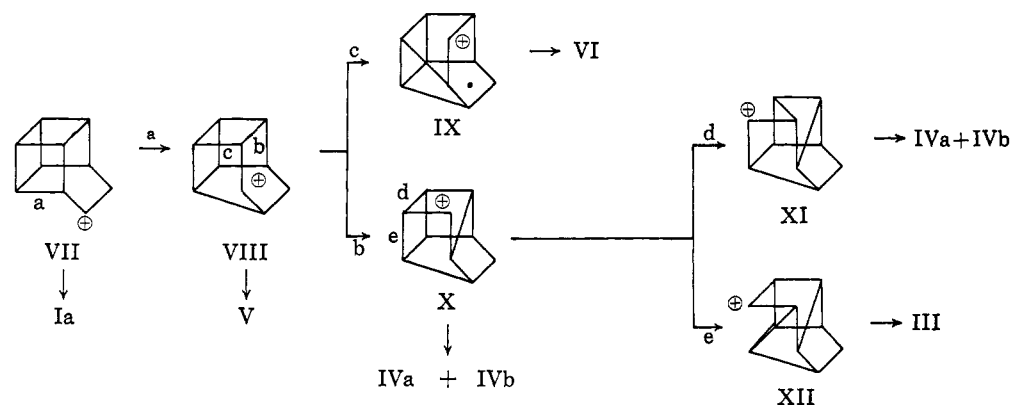 c
⊕
→ VI
IX
a
c b
⊕
a
⊕
VII
VIII
Ia
V
d
e
⊕
b
X
IVa + IVb
d
⊕
→ IVa+IVb
XI
e
⊕
→ III
XII